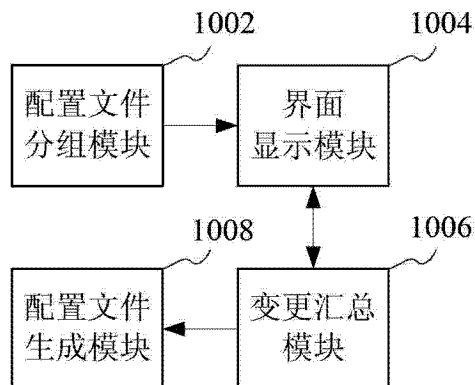 1002
配置文件
分组模块
1004
界面
显示模块
1008
配置文件
生成模块
1006
变更汇总
模块